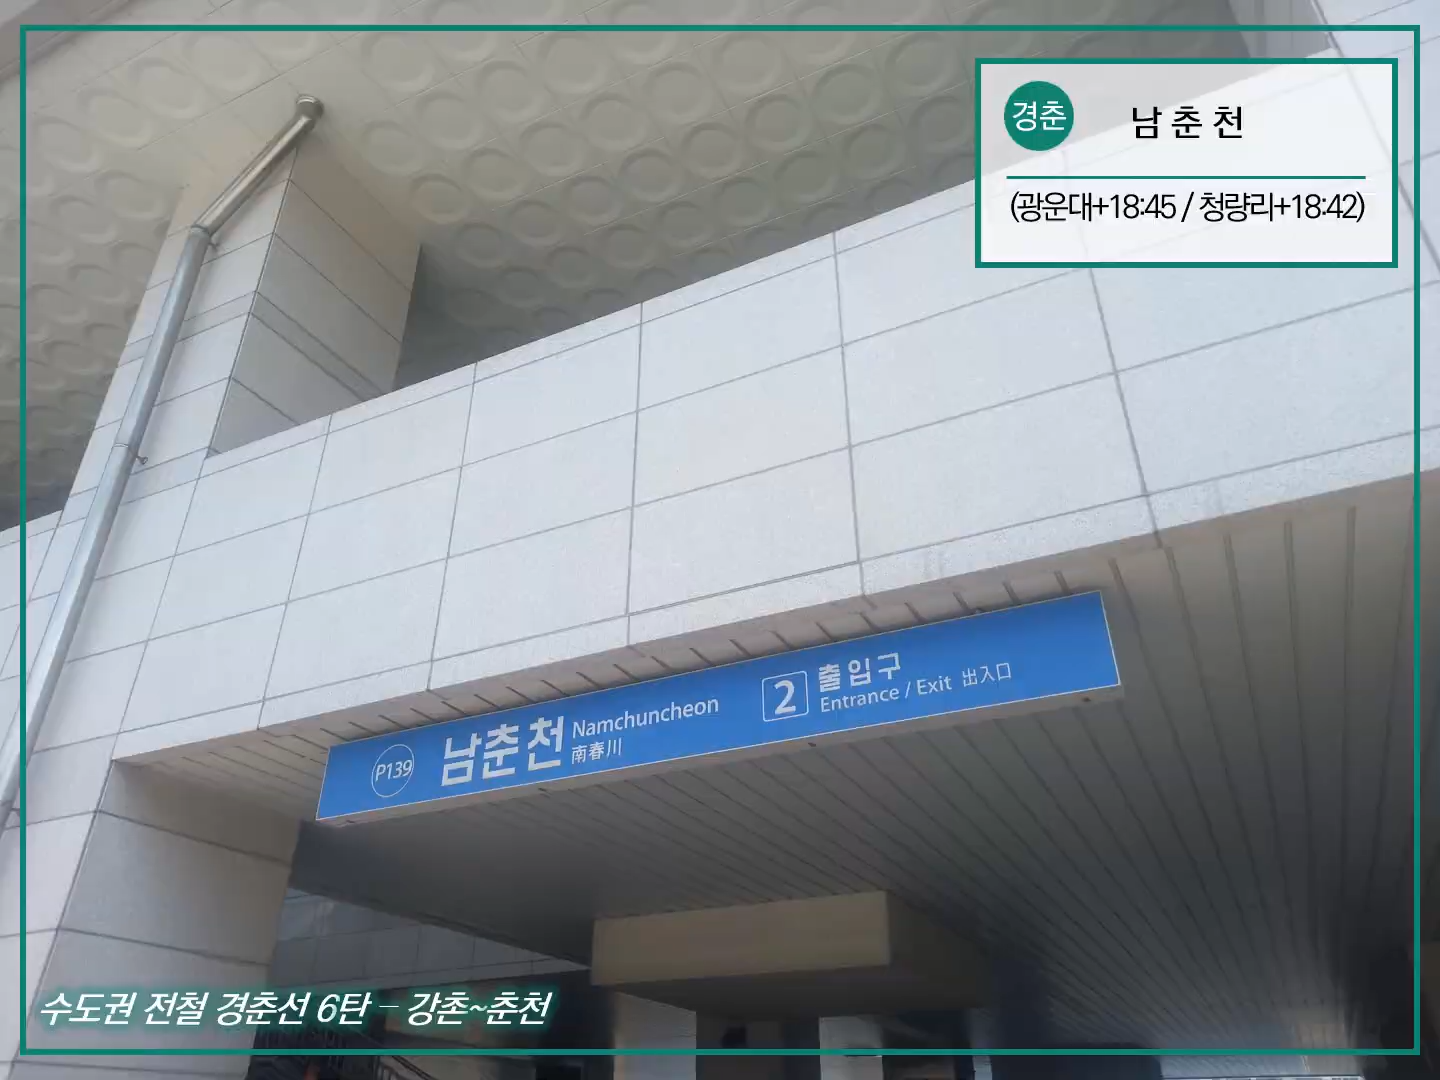 경춘 남춘천
(광운대+18:45 / 청량리+18:42)
P139 남춘천 Namchuncheon 南春川
2 출입구 Entrance / Exit 出入口
수도권 전철 경춘선 6탄 – 강촌~춘천